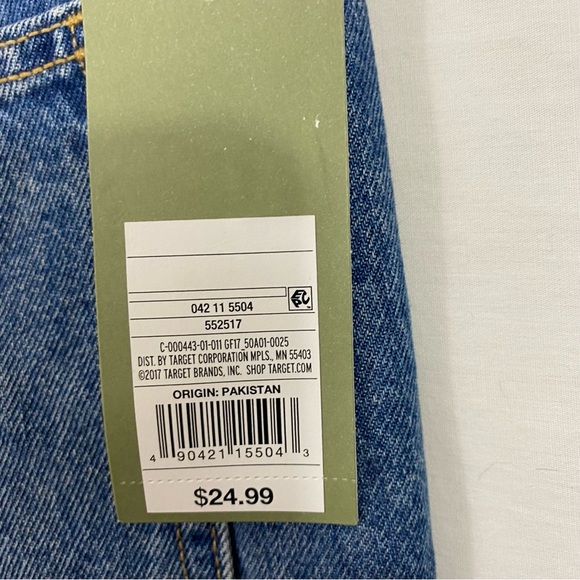 042 11 5504
552517
C-000443-01-011 GF17_50A01-0025
DIST. BY TARGET CORPORATION MPLS., MN 55403
©2017 TARGET BRANDS, INC. SHOP TARGET.COM
ORIGIN: PAKISTAN
4 90421 15504 3
$24.99